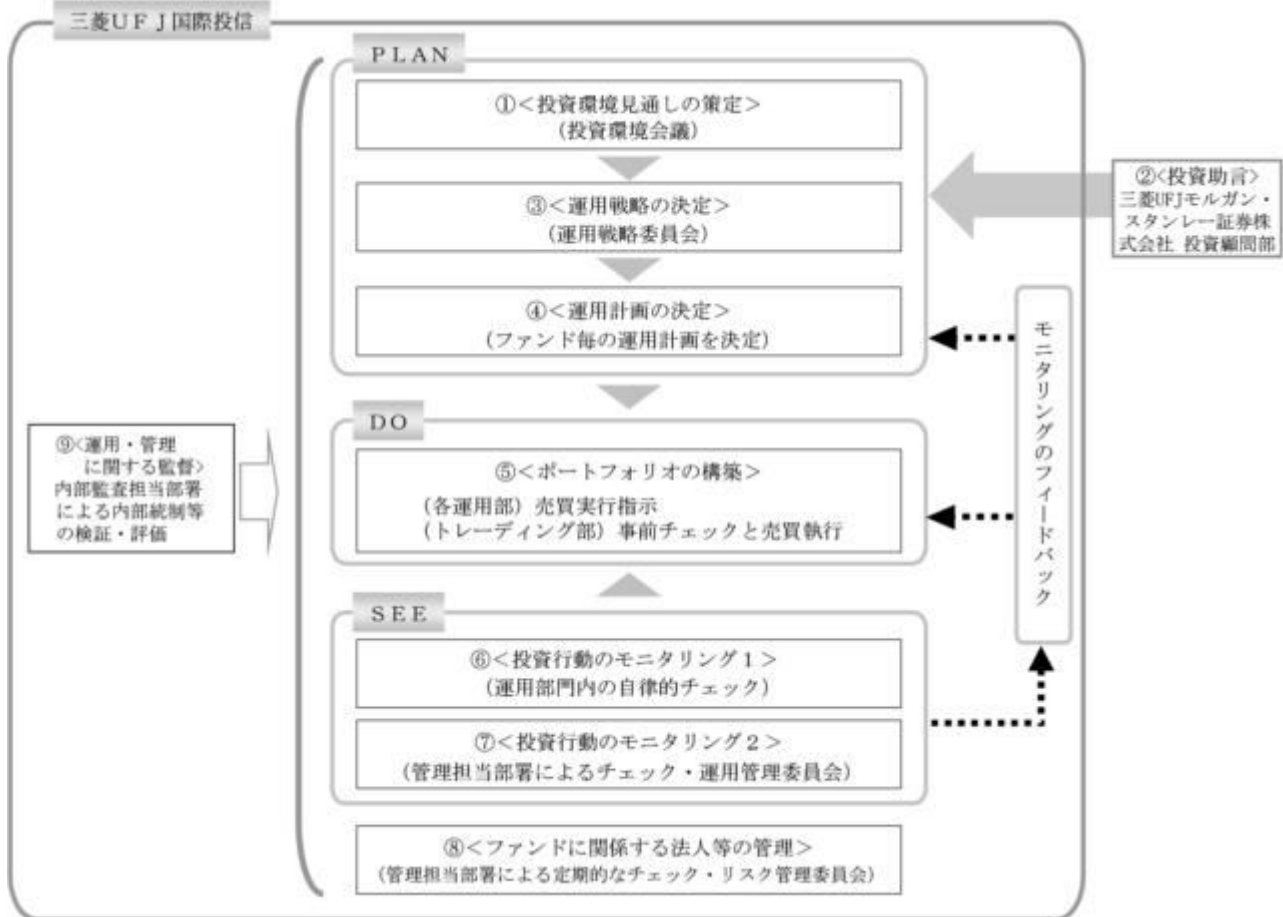 三菱UFJ国際投信
PLAN
①＜投資環境見通しの策定＞
（投資環境会議）
②<投資助言>
三菱UFJモルガン・
スタンレー証券株
式会社 投資顧問部
③＜運用戦略の決定＞
（運用戦略委員会）
④＜運用計画の決定＞
（ファンド毎の運用計画を決定）
モニタリングのフィードバック
DO
⑤＜ポートフォリオの構築＞
（各運用部）売買実行指示
（トレーディング部）事前チェックと売買執行
⑨<運用・管理
に関する監督>
内部監査担当部署
による内部統制等
の検証・評価
SEE
⑥＜投資行動のモニタリング１＞
（運用部門内の自律的チェック）
⑦＜投資行動のモニタリング２＞
（管理担当部署によるチェック・運用管理委員会）
⑧＜ファンドに関係する法人等の管理＞
（管理担当部署による定期的なチェック・リスク管理委員会）